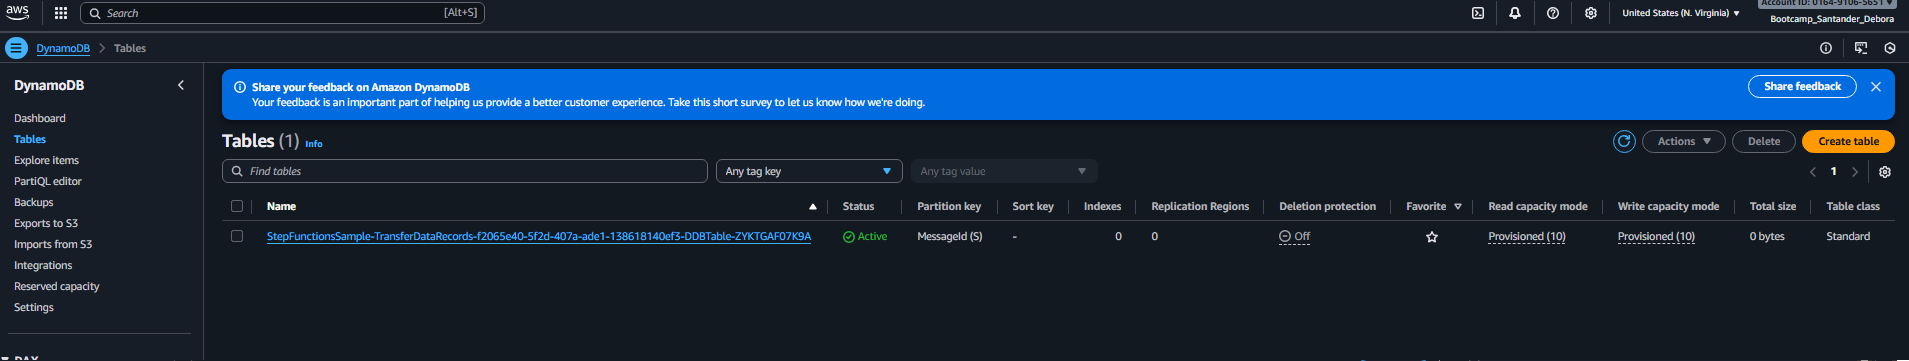 aws
Search
[Alt+S]
United States (N. Virginia)
Account ID: 0164-9106-5651
Bootcamp_Santander_Debora
DynamoDB
Tables
DynamoDB
Dashboard
Tables
Explore items
PartiQL editor
Backups
Exports to S3
Imports from S3
Integrations
Reserved capacity
Settings
DAX
Share your feedback on Amazon DynamoDB
Your feedback is an important part of helping us provide a better customer experience. Take this short survey to let us know how we're doing.
Share feedback
Tables (1) Info
Actions
Delete
Create table
Find tables
Any tag key
Any tag value
1
Name Status Partition key Sort key Indexes Replication Regions Deletion protection Favorite Read capacity mode Write capacity mode Total size Table class
StepFunctionsSample-TransferDataRecords-f2065e40-5f2d-407a-ade1-138618140ef3-DDBTable-ZYKTGAF07K9A Active MessageId (S) - 0 0 Off Provisioned (10) Provisioned (10) 0 bytes Standard